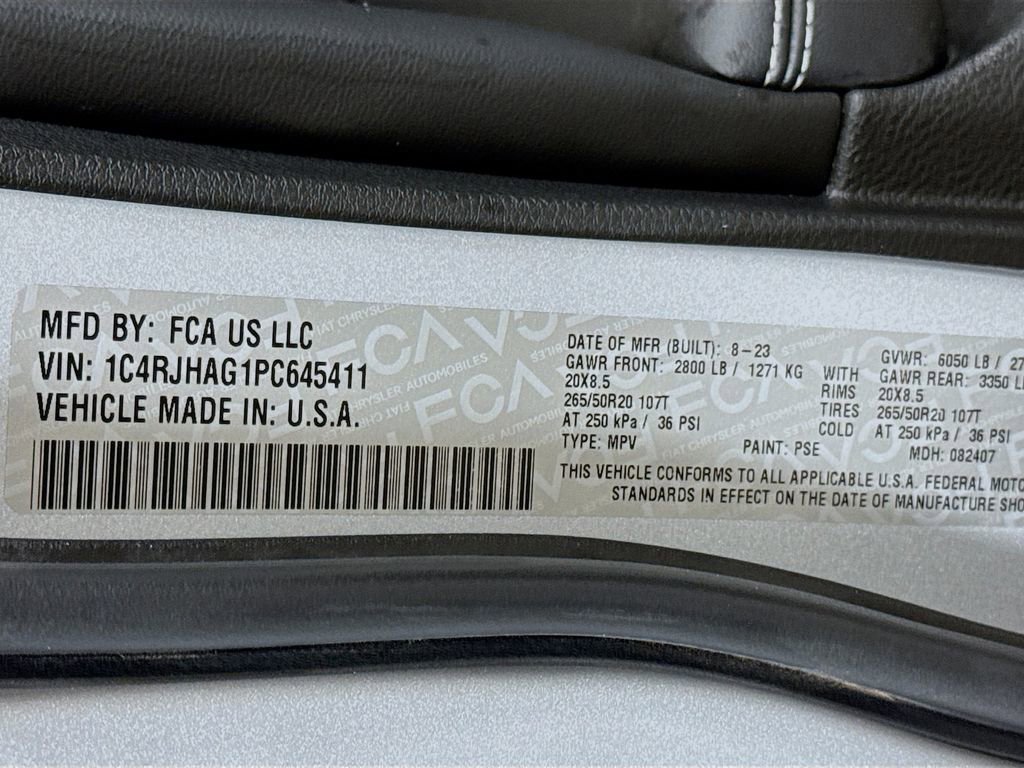 MFD BY: FCA US LLC
VIN: 1C4RJHAG1PC645411
VEHICLE MADE IN: U.S.A.
DATE OF MFR (BUILT): 8-23
GVWR: 6050 LB / 27
GAWR FRONT: 2800 LB / 1271 KG
WITH
GAWR REAR: 3350 L
20X8.5
RIMS
20X8.5
265/50R20 107T
TIRES
265/50R20 107T
AT 250 kPa / 36 PSI
COLD
AT 250 kPa / 36 PSI
TYPE: MPV
PAINT: PSE
MDH: 082407
THIS VEHICLE CONFORMS TO ALL APPLICABLE U.S.A. FEDERAL MOTO
STANDARDS IN EFFECT ON THE DATE OF MANUFACTURE SHO